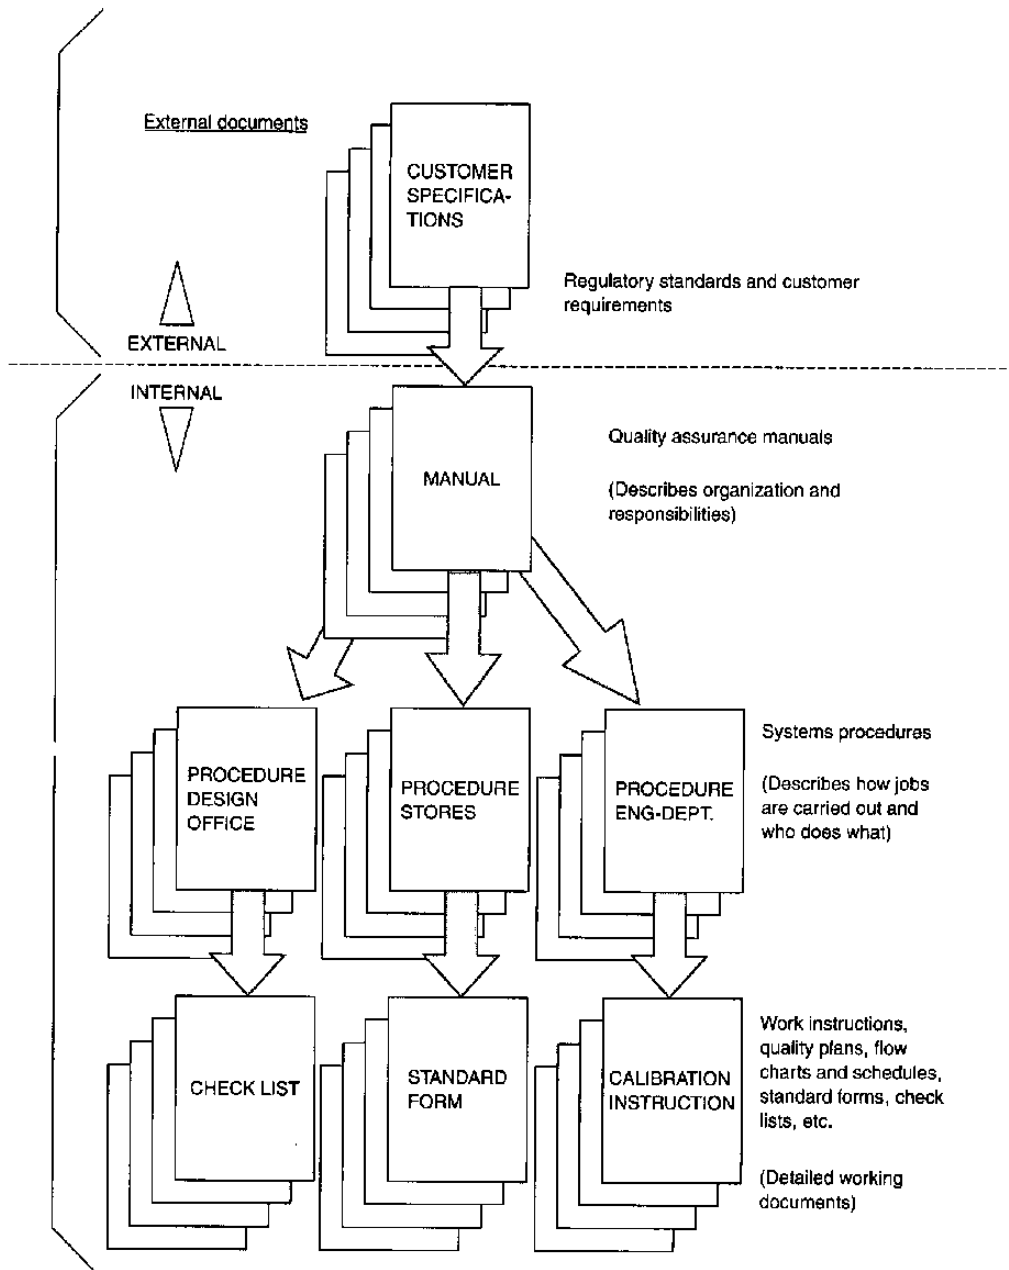 External documents
CUSTOMER
SPECIFICA-
TIONS
Regulatory standards and customer
requirements
EXTERNAL
INTERNAL
Quality assurance manuals
(Describes organization and
responsibilities)
MANUAL
PROCEDURE
DESIGN
OFFICE
PROCEDURE
STORES
PROCEDURE
ENG-DEPT.
Systems procedures
(Describes how jobs
are carried out and
who does what)
CHECK LIST
STANDARD
FORM
CALIBRATION
INSTRUCTION
Work instructions,
quality plans, flow
charts and schedules,
standard forms, check
lists, etc.
(Detailed working
documents)